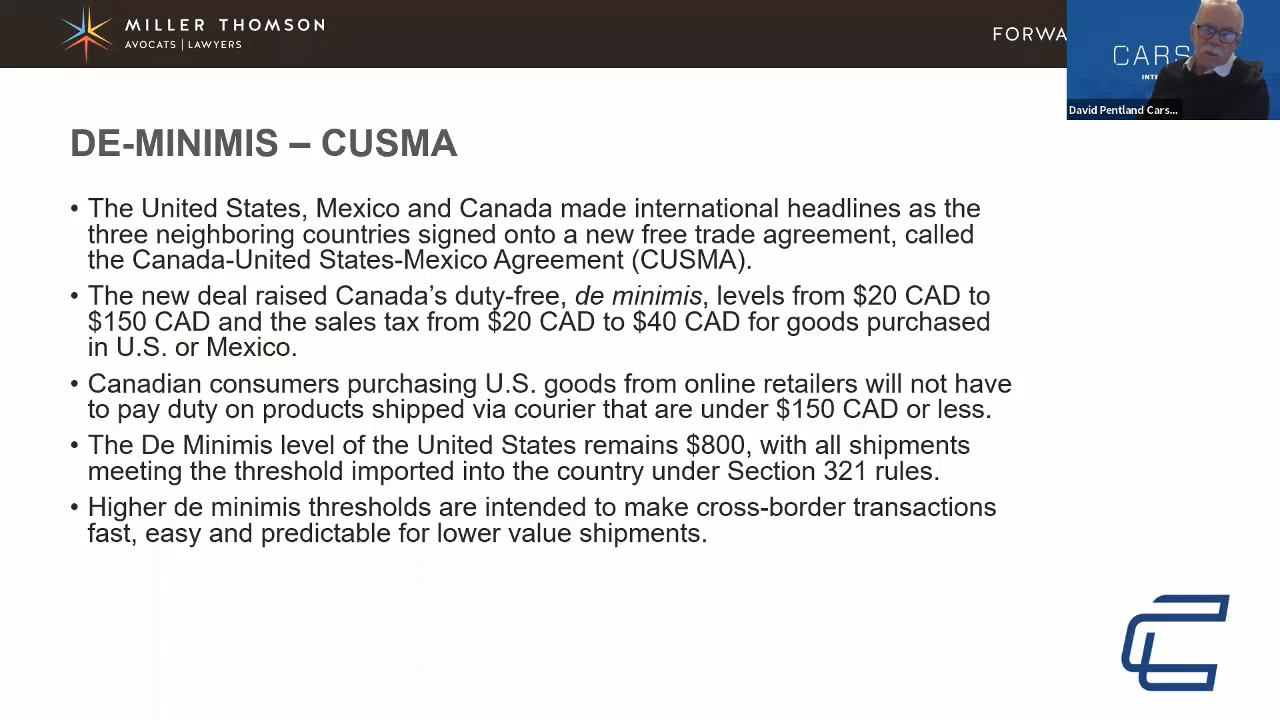 MILLER THOMSON
AVOCATS | LAWYERS
FORWA
CARS
INTE
David Pentland Cars...
DE-MINIMIS – CUSMA
• The United States, Mexico and Canada made international headlines as the
three neighboring countries signed onto a new free trade agreement, called
the Canada-United States-Mexico Agreement (CUSMA).
• The new deal raised Canada's duty-free, de minimis, levels from $20 CAD to
$150 CAD and the sales tax from $20 CAD to $40 CAD for goods purchased
in U.S. or Mexico.
• Canadian consumers purchasing U.S. goods from online retailers will not have
to pay duty on products shipped via courier that are under $150 CAD or less.
• The De Minimis level of the United States remains $800, with all shipments
meeting the threshold imported into the country under Section 321 rules.
• Higher de minimis thresholds are intended to make cross-border transactions
fast, easy and predictable for lower value shipments.